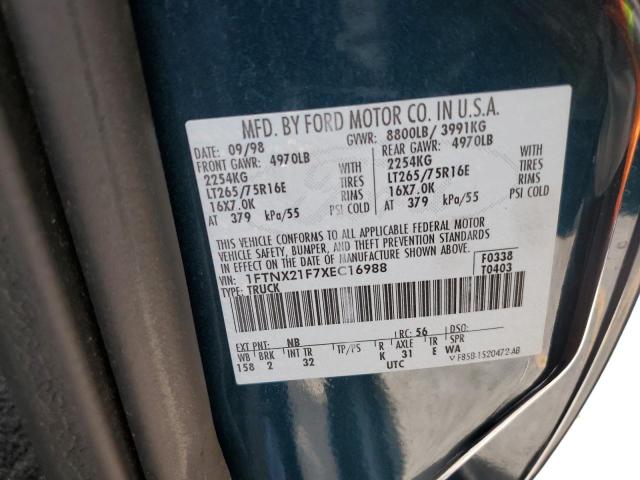 MFD. BY FORD MOTOR CO. IN U.S.A.
DATE: 09/98 GVWR: 8800LB/ 3991KG
FRONT GAWR: 4970LB REAR GAWR: 4970LB
2254KG WITH 2254KG WITH
LT265/75R16E TIRES LT265/75R16E TIRES
16X7.0K RIMS 16X7.0K RIMS
AT 379 kPa/55 PSI COLD AT 379 kPa/55 PSI COLD
THIS VEHICLE CONFORMS TO ALL APPLICABLE FEDERAL MOTOR
VEHICLE SAFETY, BUMPER, AND THEFT PREVENTION STANDARDS
IN EFFECT ON THE DATE OF MANUFACTURE SHOWN ABOVE.
VIN: 1FTNX21F7XEC16988 F0338
TYPE: TRUCK T0403
EXT PNT: NB RC: 56 DSO:
WB BRK INT TR TP/PS R AXLE TR SPR
158 2 32 K 31 E WA
UTC V F85B-1520472-AB